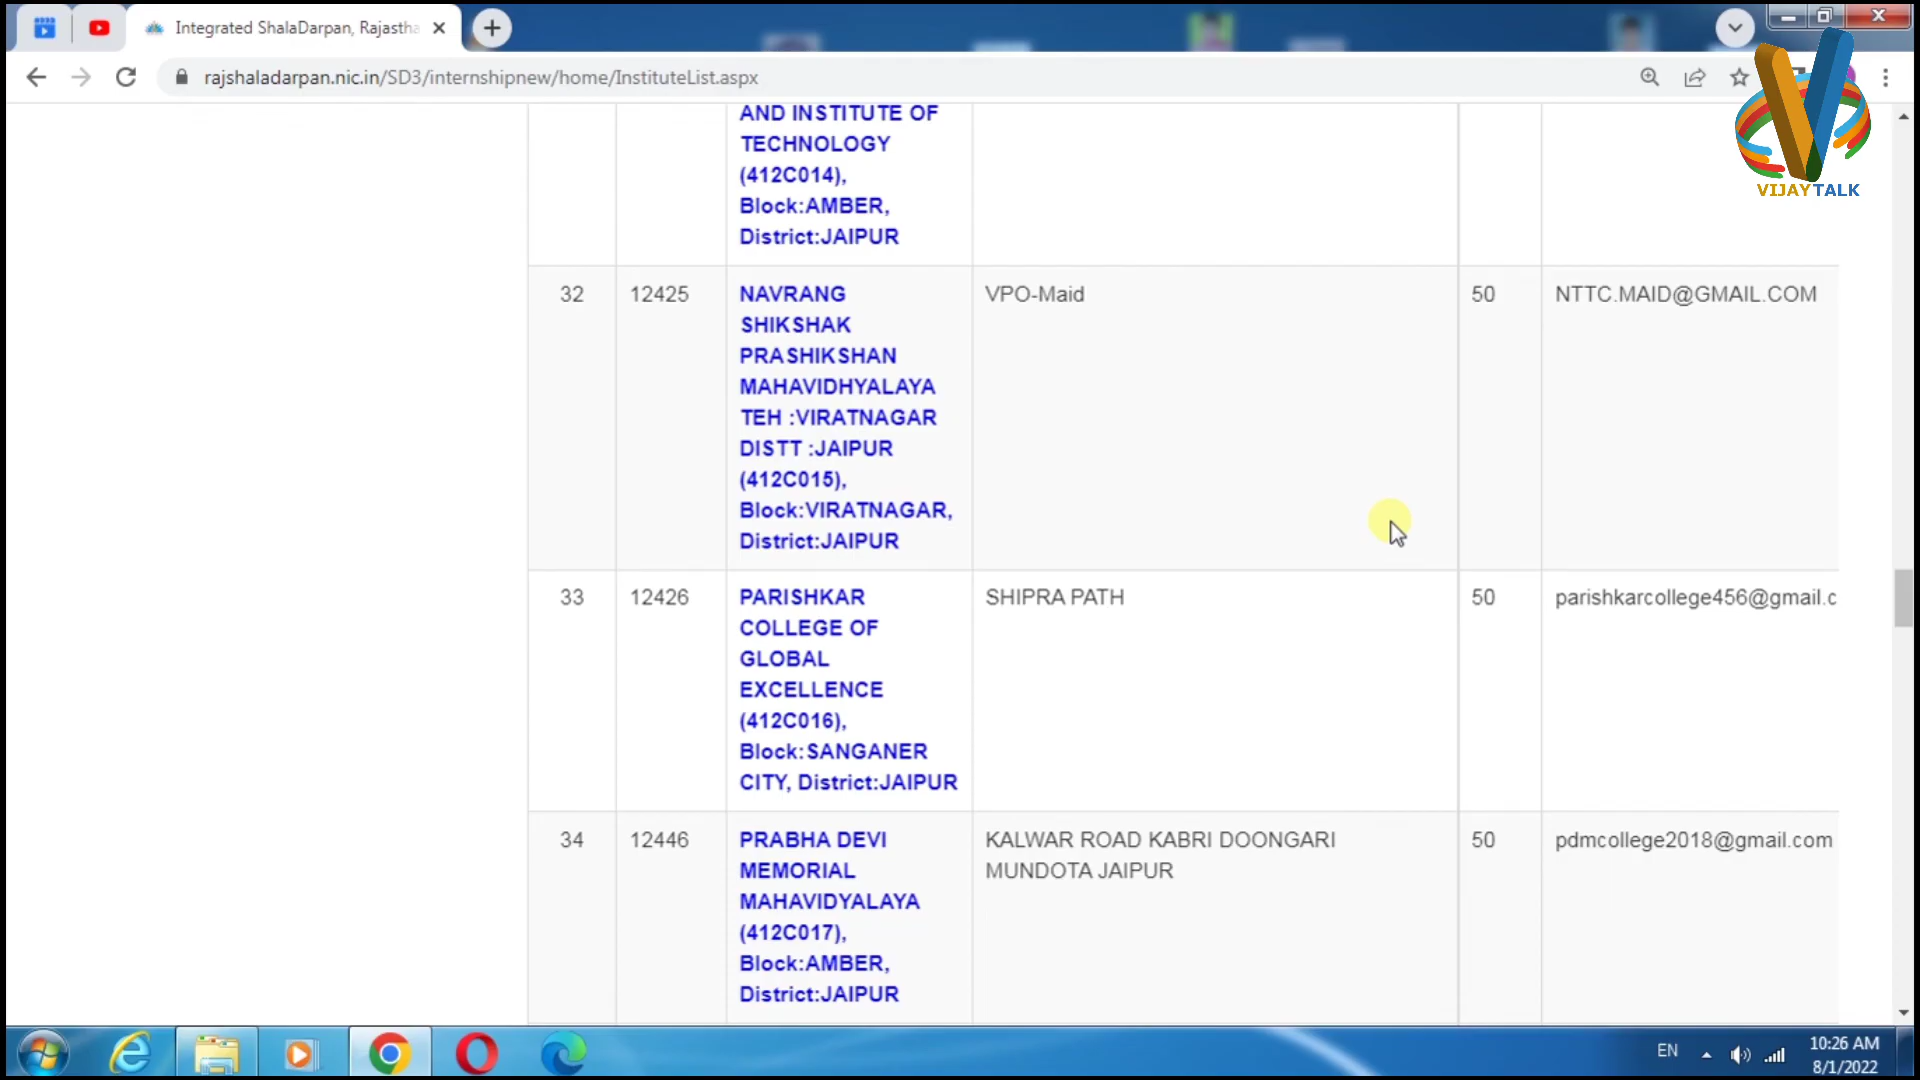 Integrated ShalaDarpan, Rajastha
rajshaladarpan.nic.in/SD3/internshipnew/home/InstituteList.aspx
VIJAYTALK
AND INSTITUTE OF
TECHNOLOGY
(412C014),
Block:AMBER,
District:JAIPUR
32 12425 NAVRANG VPO-Maid 50 NTTC.MAID@GMAIL.COM
SHIKSHAK
PRASHIKSHAN
MAHAVIDHYALAYA
TEH :VIRATNAGAR
DISTT :JAIPUR
(412C015),
Block:VIRATNAGAR,
District:JAIPUR
33 12426 PARISHKAR SHIPRA PATH 50 parishkarcollege456@gmail.c
COLLEGE OF
GLOBAL
EXCELLENCE
(412C016),
Block:SANGANER
CITY, District:JAIPUR
34 12446 PRABHA DEVI KALWAR ROAD KABRI DOONGARI 50 pdmcollege2018@gmail.com
MEMORIAL MUNDOTA JAIPUR
MAHAVIDYALAYA
(412C017),
Block:AMBER,
District:JAIPUR
EN
10:26 AM
8/1/2022